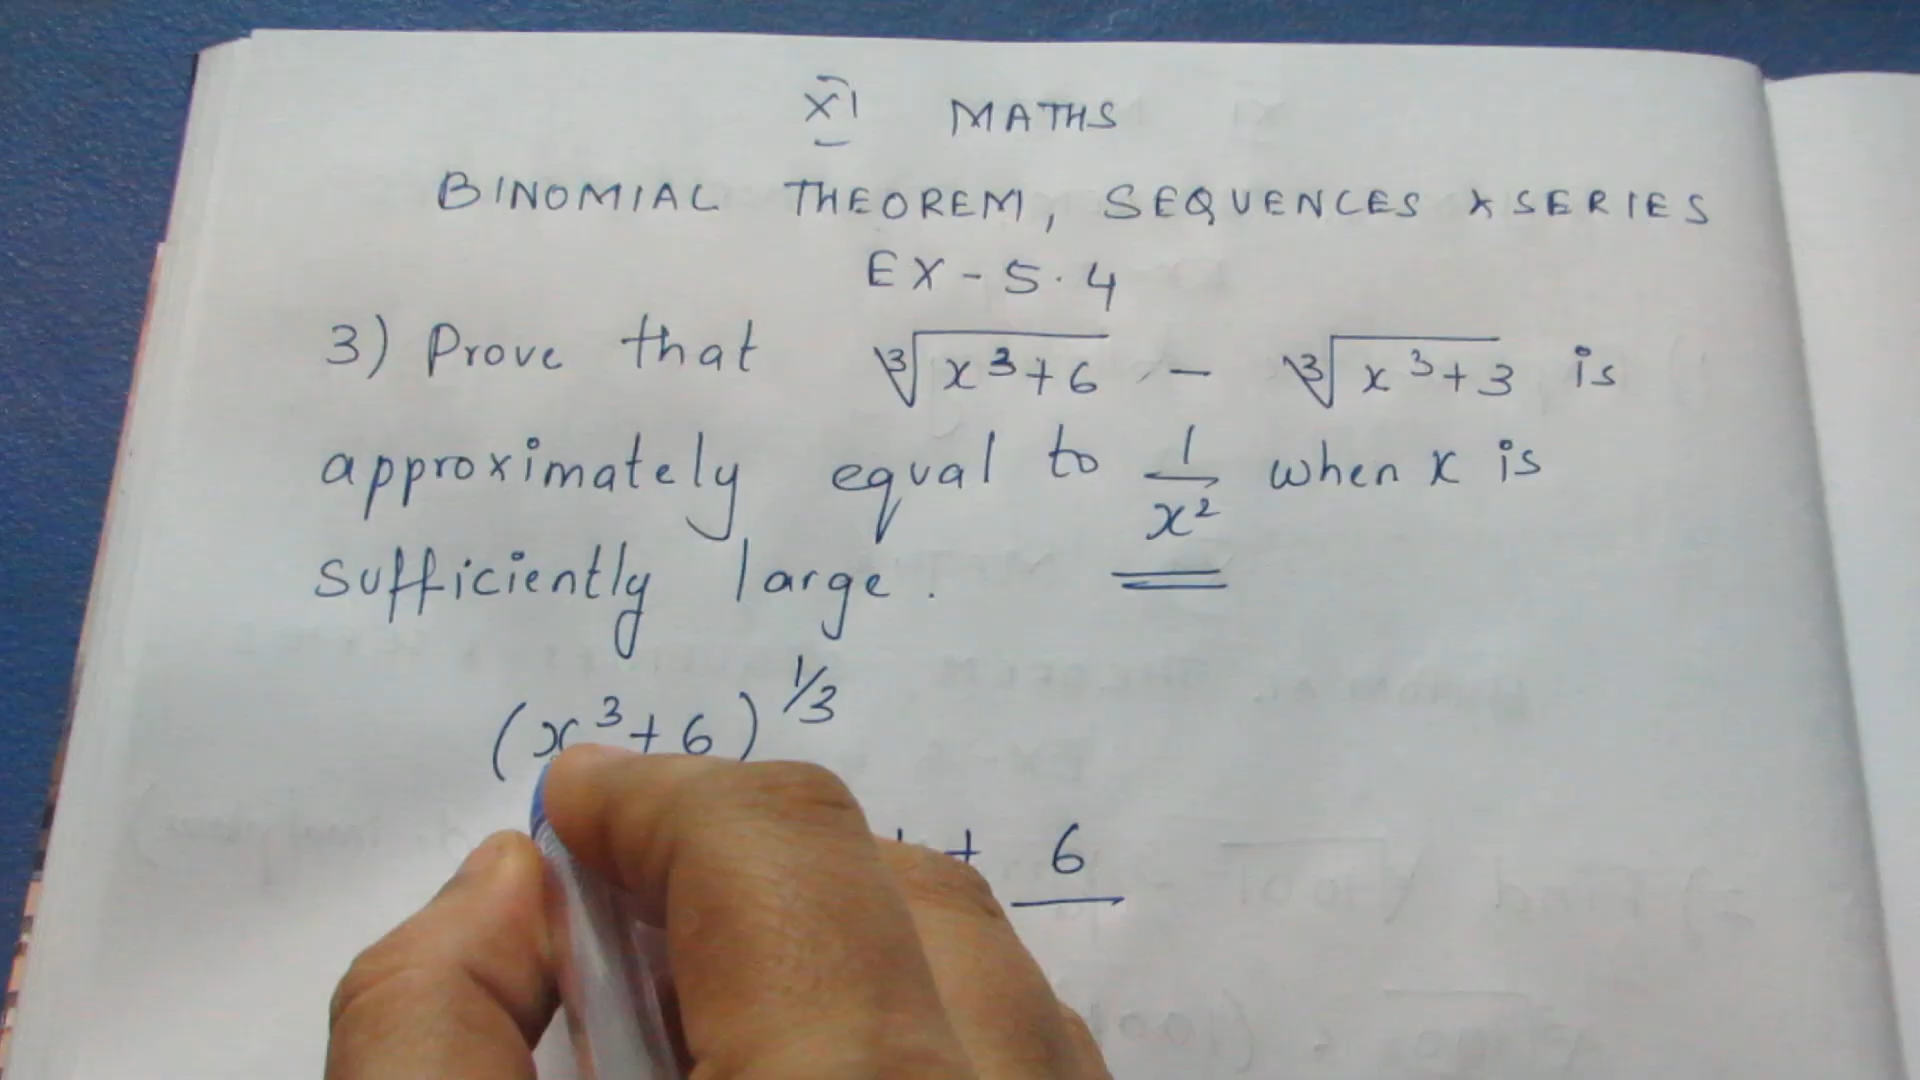 XI MATHS
BINOMIAL THEOREM, SEQUENCES & SERIES
EX-5.4
3) Prove that ∛(x³+6) - ∛(x³+3) is
approximately equal to 1/x² when x is
sufficiently large.
(x³+6)^1/3
+ 6